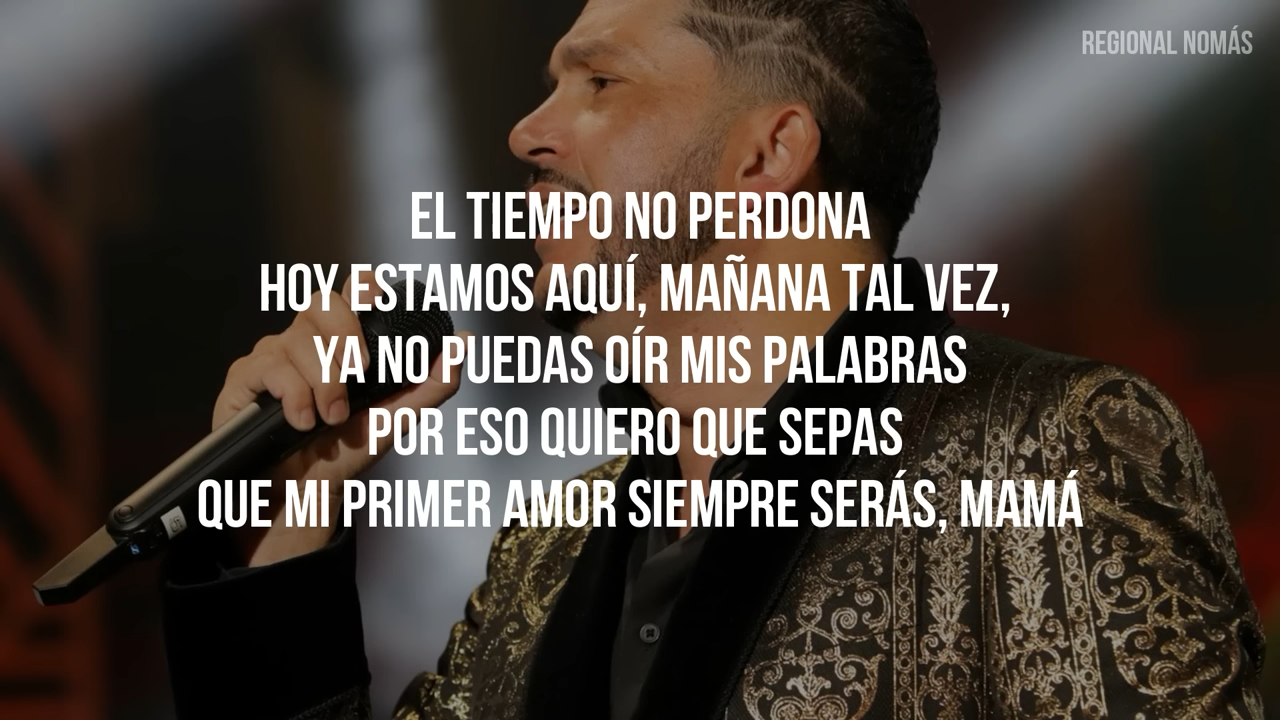 REGIONAL NOMÁS
EL TIEMPO NO PERDONA
HOY ESTAMOS AQUÍ, MAÑANA TAL VEZ,
YA NO PUEDAS OÍR MIS PALABRAS
POR ESO QUIERO QUE SEPAS
QUE MI PRIMER AMOR SIEMPRE SERÁS, MAMÁ